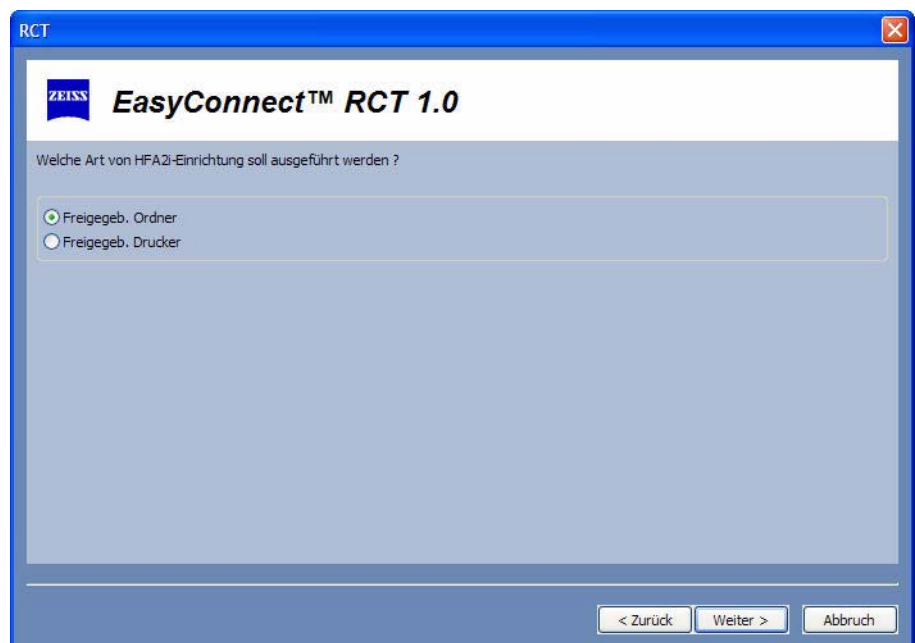 RCT
ZEISS
EasyConnect™ RCT 1.0
Welche Art von HFA2i-Einrichtung soll ausgeführt werden ?
Freigegeb. Ordner
Freigegeb. Drucker
< Zurück Weiter > Abbruch